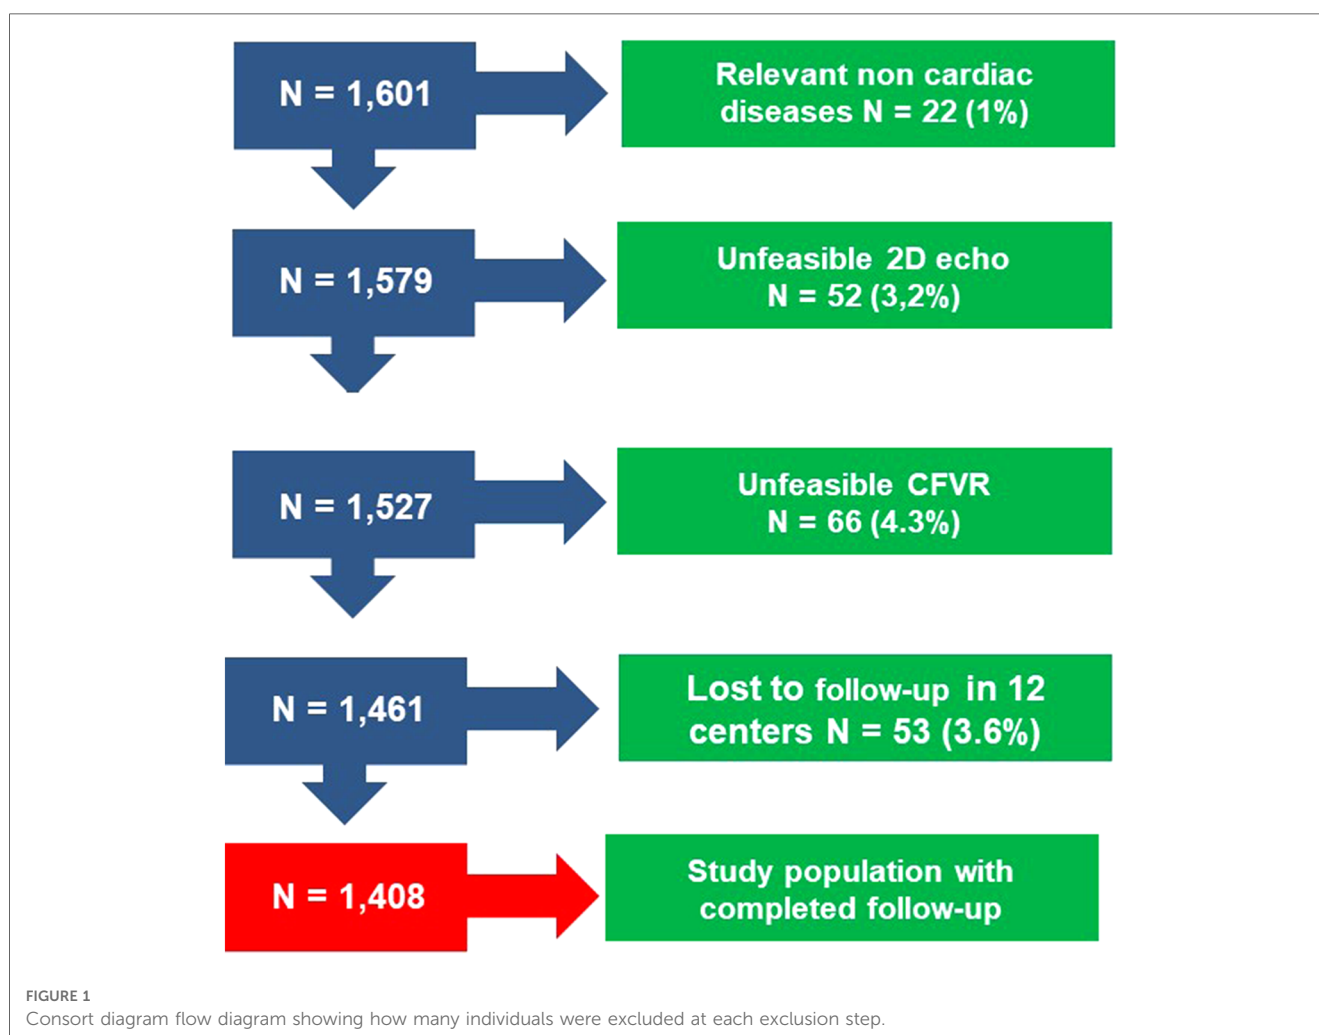 N = 1,601
Relevant non cardiac
diseases N = 22 (1%)
N = 1,579
Unfeasible 2D echo
N = 52 (3,2%)
N = 1,527
Unfeasible CFVR
N = 66 (4.3%)
N = 1,461
Lost to follow-up in 12
centers N = 53 (3.6%)
N = 1,408
Study population with
completed follow-up
FIGURE 1
Consort diagram flow diagram showing how many individuals were excluded at each exclusion step.